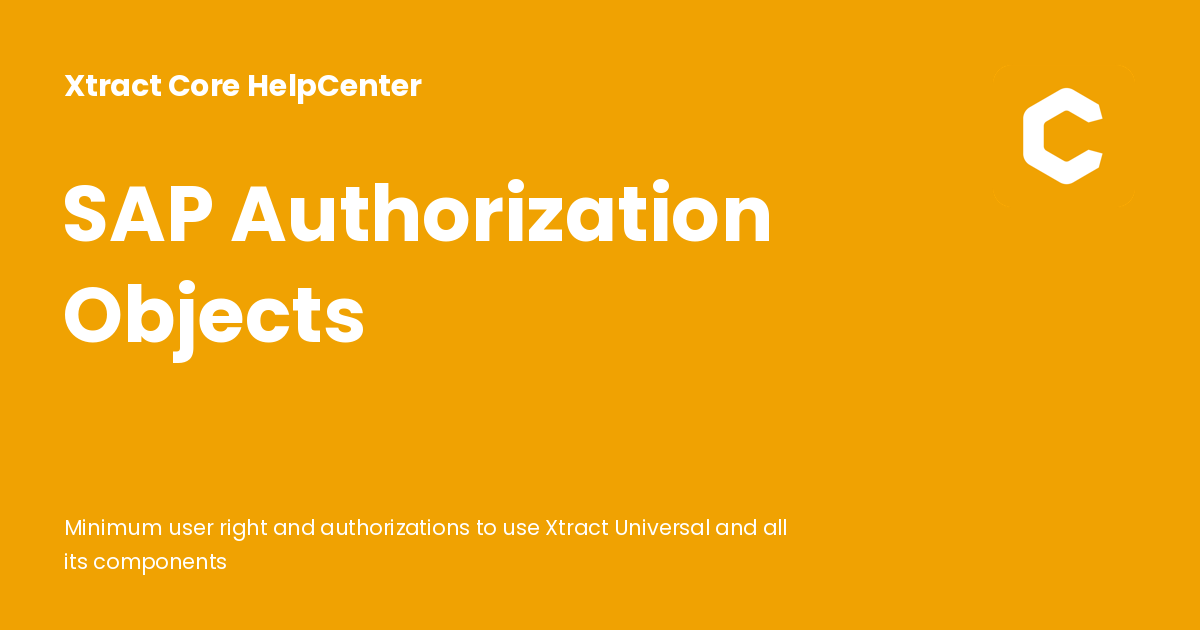 Xtract Core HelpCenter
SAP Authorization
Objects
Minimum user right and authorizations to use Xtract Universal and all
its components